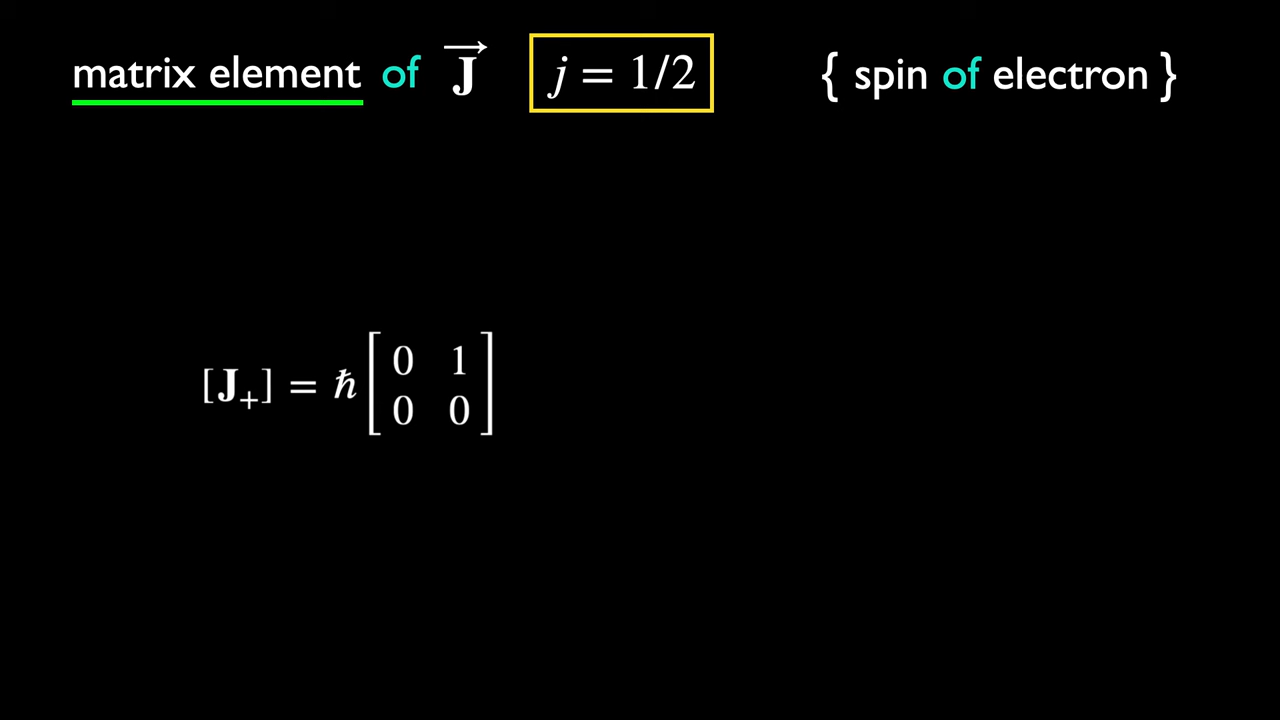 matrix element of J⃗ j = 1/2 { spin of electron }
[J₊] = ℏ [ 0 1
0 0 ]